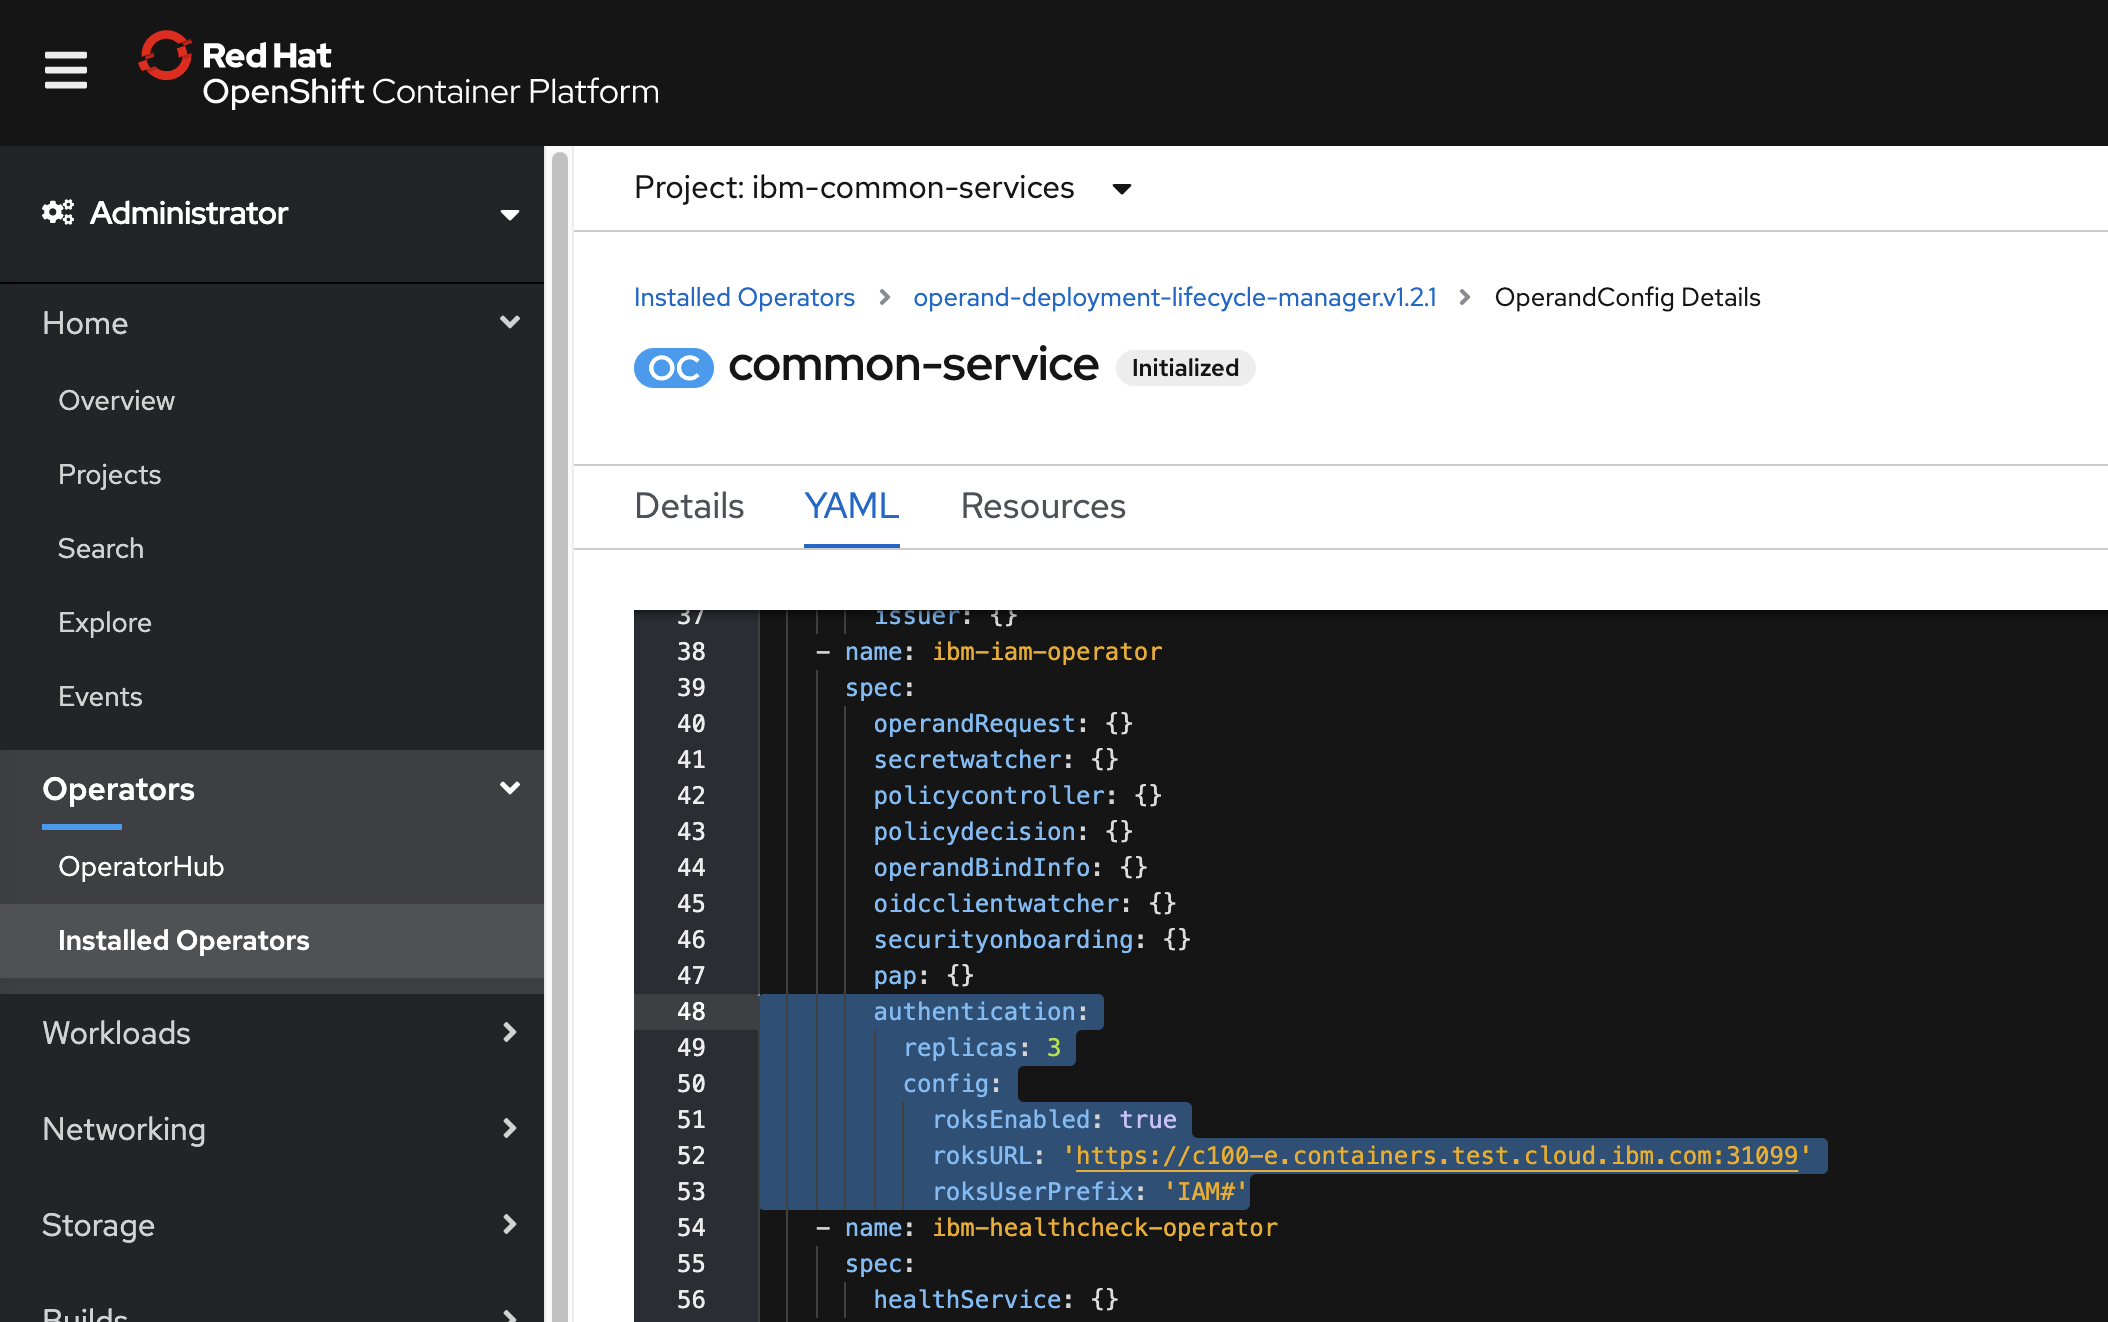 Red Hat
OpenShift Container Platform
Administrator
Home
Overview
Projects
Search
Explore
Events
Operators
OperatorHub
Installed Operators
Workloads
Networking
Storage
Builds
Project: ibm-common-services
Installed Operators > operand-deployment-lifecycle-manager.v1.2.1 > OperandConfig Details
OC common-service Initialized
Details YAML Resources
37 issuer: {}
38 - name: ibm-iam-operator
39 spec:
40 operandRequest: {}
41 secretwatcher: {}
42 policycontroller: {}
43 policydecision: {}
44 operandBindInfo: {}
45 oidcclientwatcher: {}
46 securityonboarding: {}
47 pap: {}
48 authentication:
49 replicas: 3
50 config:
51 roksEnabled: true
52 roksURL: 'https://c100-e.containers.test.cloud.ibm.com:31099'
53 roksUserPrefix: 'IAM#'
54 - name: ibm-healthcheck-operator
55 spec:
56 healthService: {}